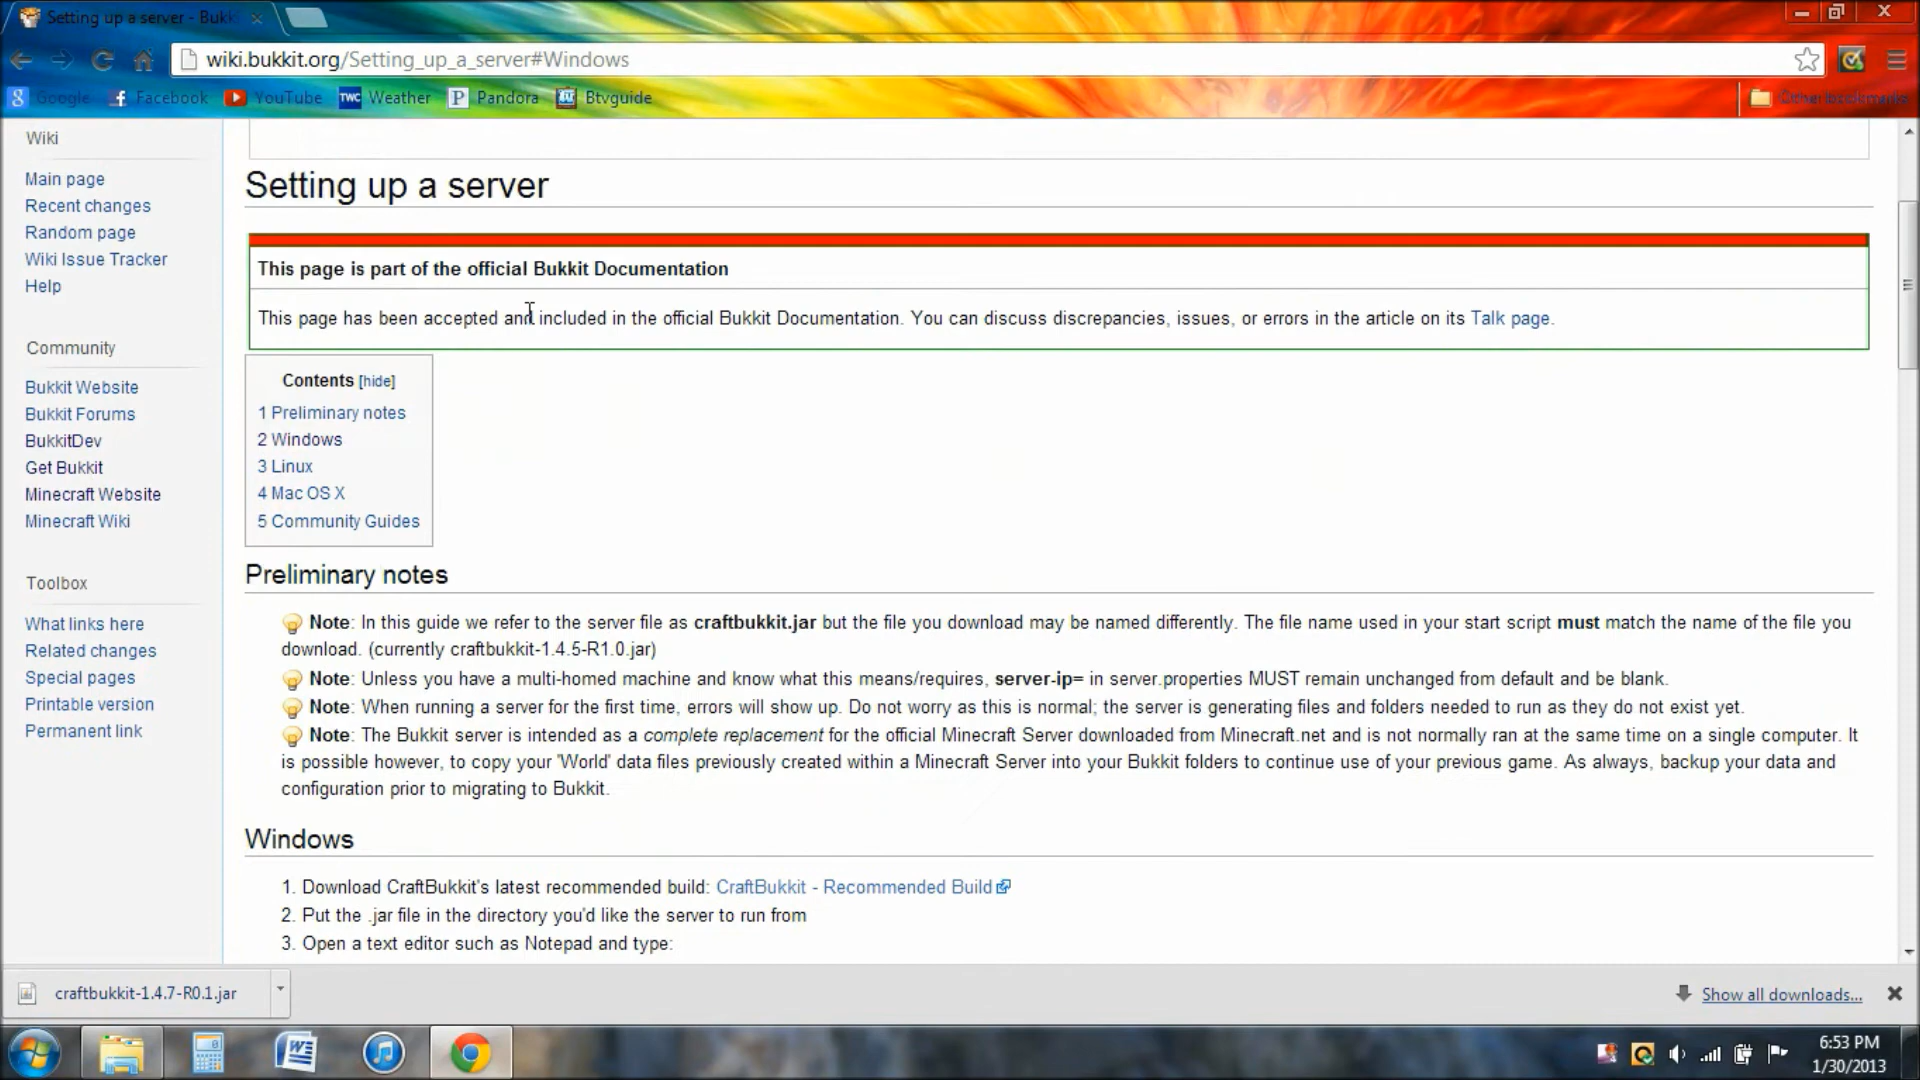 Setting up a server - Bukk
wiki.bukkit.org/Setting_up_a_server#Windows
Google Facebook YouTube TWC Weather Pandora Btvguide Other bookmarks
Wiki
Main page
Recent changes
Random page
Wiki Issue Tracker
Help
Community
Bukkit Website
Bukkit Forums
BukkitDev
Get Bukkit
Minecraft Website
Minecraft Wiki
Toolbox
What links here
Related changes
Special pages
Printable version
Permanent link
Setting up a server
This page is part of the official Bukkit Documentation
This page has been accepted and included in the official Bukkit Documentation. You can discuss discrepancies, issues, or errors in the article on its Talk page.
Contents [hide]
1 Preliminary notes
2 Windows
3 Linux
4 Mac OS X
5 Community Guides
Preliminary notes
Note: In this guide we refer to the server file as craftbukkit.jar but the file you download may be named differently. The file name used in your start script must match the name of the file you
download. (currently craftbukkit-1.4.5-R1.0.jar)
Note: Unless you have a multi-homed machine and know what this means/requires, server-ip= in server.properties MUST remain unchanged from default and be blank.
Note: When running a server for the first time, errors will show up. Do not worry as this is normal; the server is generating files and folders needed to run as they do not exist yet.
Note: The Bukkit server is intended as a complete replacement for the official Minecraft Server downloaded from Minecraft.net and is not normally ran at the same time on a single computer. It
is possible however, to copy your 'World' data files previously created within a Minecraft Server into your Bukkit folders to continue use of your previous game. As always, backup your data and
configuration prior to migrating to Bukkit.
Windows
1. Download CraftBukkit's latest recommended build: CraftBukkit - Recommended Build
2. Put the .jar file in the directory you'd like the server to run from
3. Open a text editor such as Notepad and type:
craftbukkit-1.4.7-R0.1.jar
Show all downloads...
6:53 PM
1/30/2013